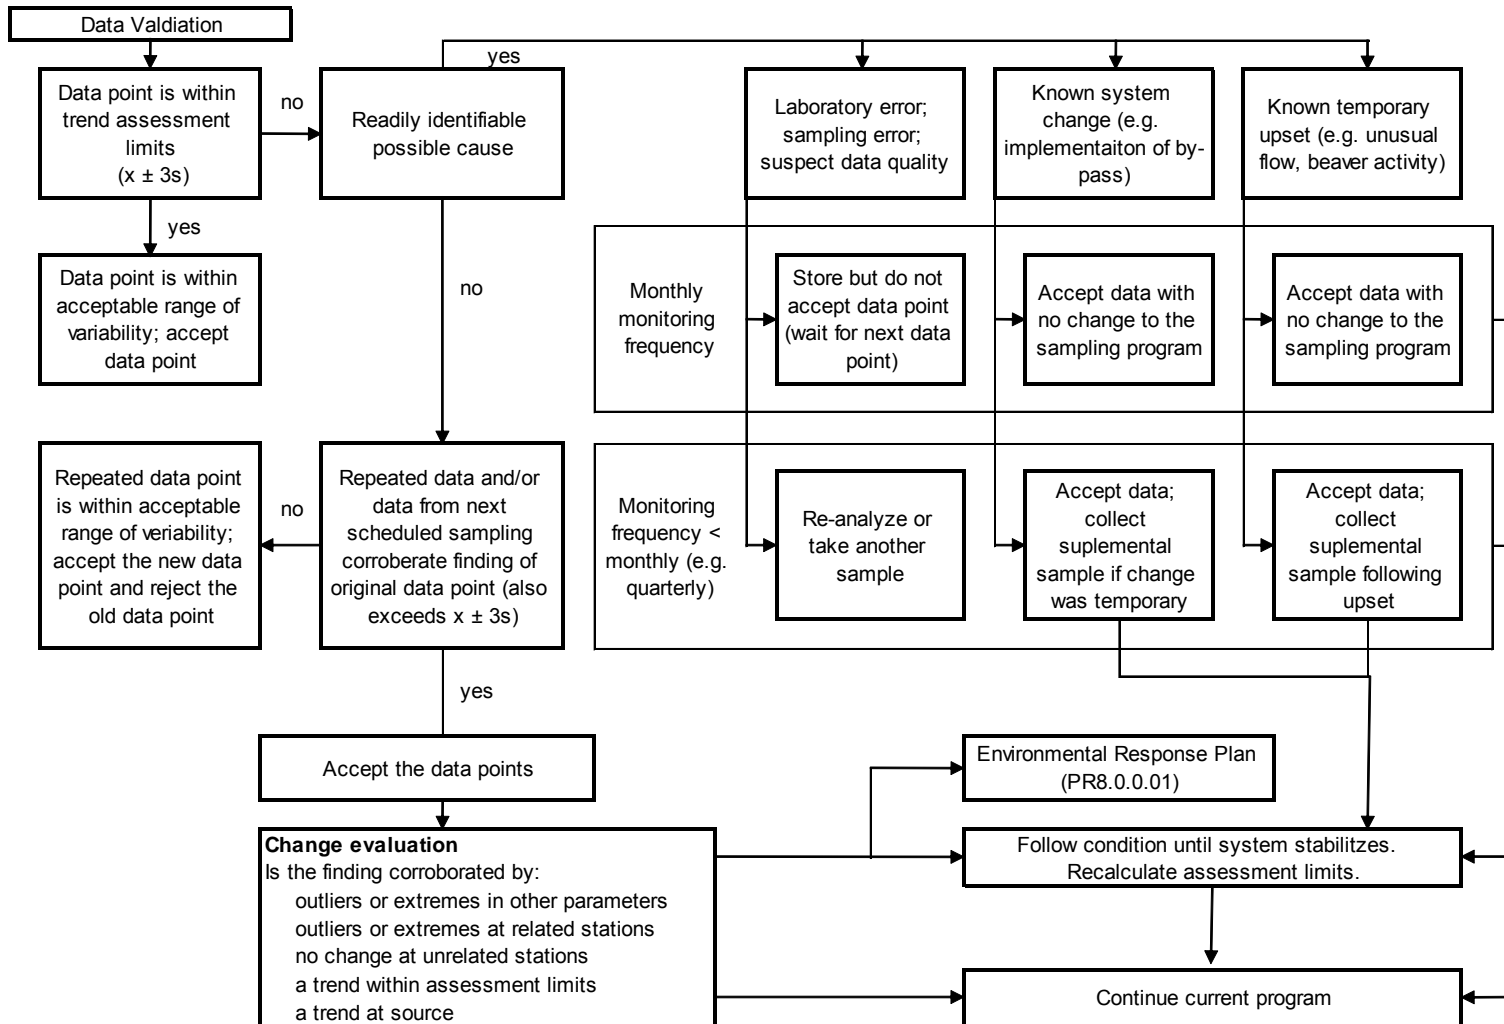 Data Valdiation
yes
Data point is within
trend assessment
limits
(x ± 3s)
no
Readily identifiable
possible cause
Laboratory error;
sampling error;
suspect data quality
Known system
change (e.g.
implementaiton of by-
pass)
Known temporary
upset (e.g. unusual
flow, beaver activity)
yes
Data point is within
acceptable range of
variability; accept
data point
no
Monthly
monitoring
frequency
Store but do not
accept data point
(wait for next data
point)
Accept data with
no change to the
sampling program
Accept data with
no change to the
sampling program
Repeated data point
is within acceptable
range of veriability;
accept the new data
point and reject the
old data point
no
Repeated data and/or
data from next
scheduled sampling
corroberate finding of
original data point (also
exceeds x ± 3s)
Monitoring
frequency <
monthly (e.g.
quarterly)
Re-analyze or
take another
sample
Accept data;
collect
suplemental
sample if change
was temporary
Accept data;
collect
suplemental
sample following
upset
yes
Accept the data points
Environmental Response Plan
(PR8.0.0.01)
Change evaluation
Is the finding corroborated by:
outliers or extremes in other parameters
outliers or extremes at related stations
no change at unrelated stations
a trend within assessment limits
a trend at source
Follow condition until system stabilitzes.
Recalculate assessment limits.
Continue current program